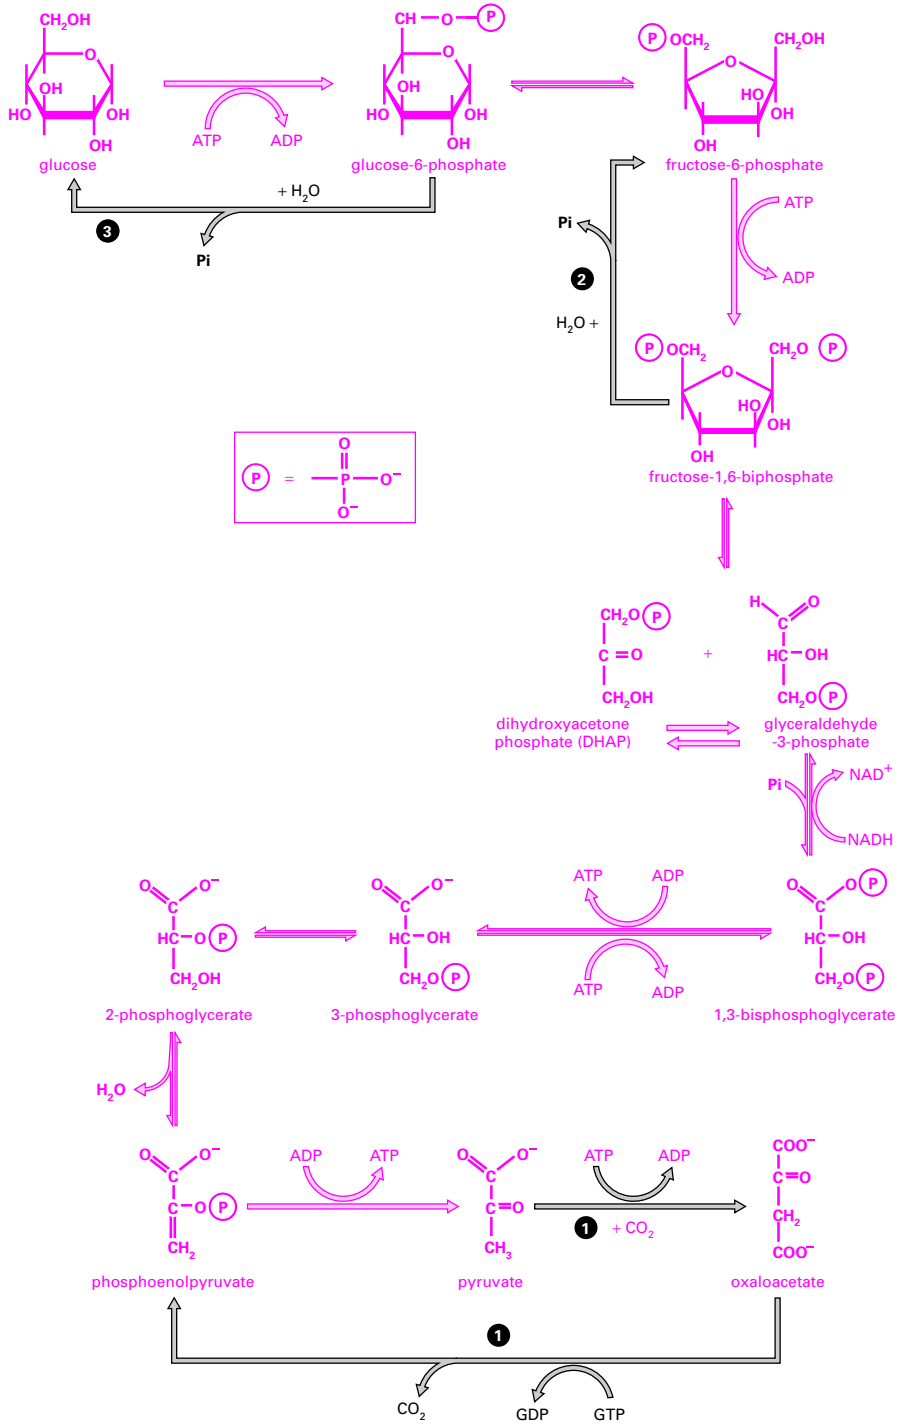 CH2OH
O
OH
HO
OH
OH
glucose
ATP
ADP
CH
O
P
O
OH
HO
OH
OH
glucose-6-phosphate
P
OCH2
CH2OH
O
HO
OH
OH
fructose-6-phosphate
+ H2O
3
Pi
Pi
2
H2O +
ATP
ADP
P
OCH2
CH2O
P
O
HO
OH
OH
fructose-1,6-biphosphate
P
=
O
P
O−
O−
CH2O
P
C
=O
CH2OH
dihydroxyacetone
phosphate (DHAP)
+
H
O
C
HC
OH
CH2O
P
glyceraldehyde
-3-phosphate
Pi
NAD+
NADH
O
O−
C
HC
O
P
CH2OH
2-phosphoglycerate
O
O−
C
HC
OH
CH2O
P
3-phosphoglycerate
ATP
ADP
ATP
ADP
O
O
P
C
HC
OH
CH2O
P
1,3-bisphosphoglycerate
H2O
O
O−
C
C
O
P
CH2
phosphoenolpyruvate
ADP
ATP
O
O−
C
C=O
CH3
pyruvate
ATP
ADP
1
+ CO2
COO−
C=O
CH2
COO−
oxaloacetate
1
CO2
GDP
GTP